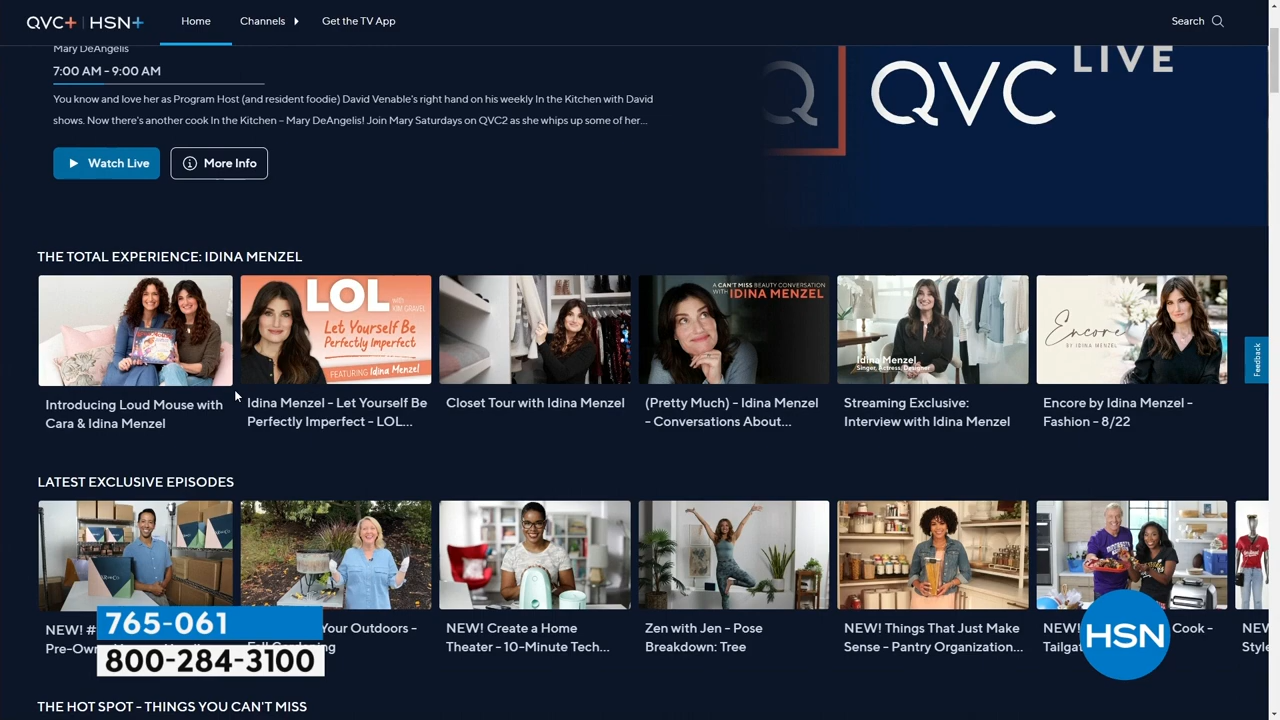 QVC+ | HSN+
Home
Channels
Get the TV App
Search
Mary DeAngelis
7:00 AM - 9:00 AM
You know and love her as Program Host (and resident foodie) David Venable's right hand on his weekly In the Kitchen with David
shows. Now there's another cook In the Kitchen – Mary DeAngelis! Join Mary Saturdays on QVC2 as she whips up some of her...
Watch Live
More Info
Q QVC LIVE
Feedback
THE TOTAL EXPERIENCE: IDINA MENZEL
LOL
WITH KIM GRAVEL
Let Yourself Be
Perfectly Imperfect
FEATURING Idina Menzel
A CAN'T MISS BEAUTY CONVERSATION
WITH IDINA MENZEL
Idina Menzel
Singer, Actress, Designer
Encore
BY IDINA MENZEL
Introducing Loud Mouse with
Cara & Idina Menzel
Idina Menzel - Let Yourself Be
Perfectly Imperfect - LOL...
Closet Tour with Idina Menzel
(Pretty Much) - Idina Menzel
- Conversations About...
Streaming Exclusive:
Interview with Idina Menzel
Encore by Idina Menzel -
Fashion - 8/22
LATEST EXCLUSIVE EPISODES
NEW! #
Pre-Own
Your Outdoors -
NEW! Create a Home
Theater - 10-Minute Tech...
Zen with Jen - Pose
Breakdown: Tree
NEW! Things That Just Make
Sense - Pantry Organization...
NEW!
Cook -
Tailga
NEW
Style
765-061
800-284-3100
HSN
THE HOT SPOT - THINGS YOU CAN'T MISS